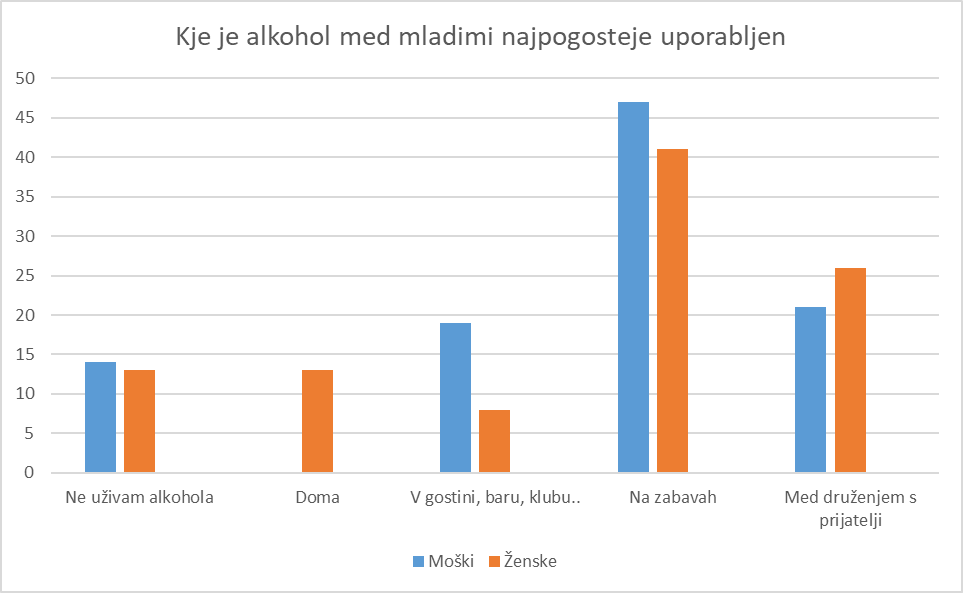 Kje je alkohol med mladimi najpogosteje uporabljen
50
45
40
35
30
25
20
15
10
5
0
Ne uživam alkohola
Doma
V gostini, baru, klubu..
Na zabavah
Med druženjem s
prijatelji
Moški
Ženske